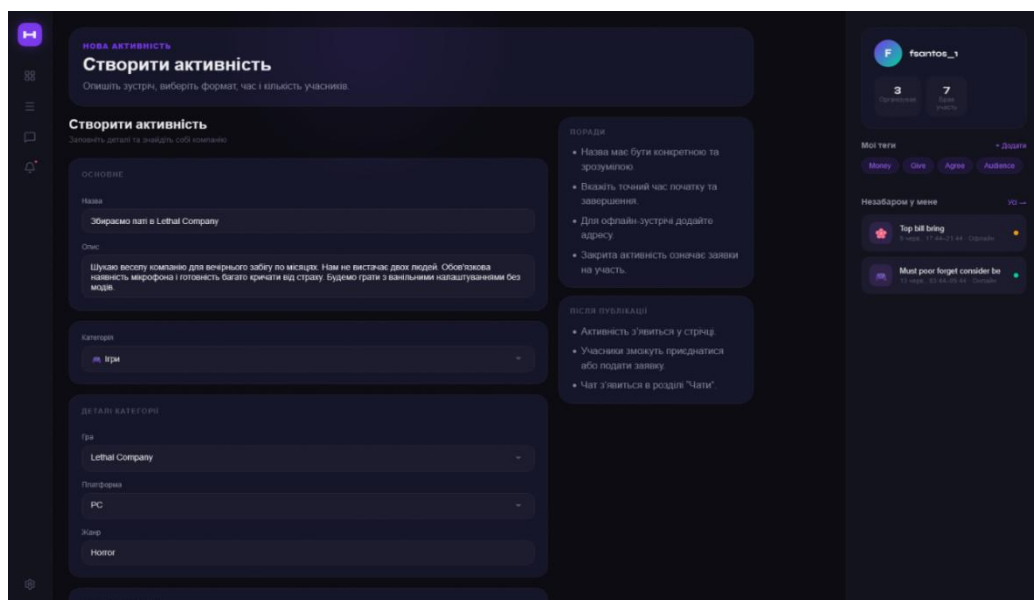 НОВА АКТИВНІСТЬ
Створити активність
Опишіть зустріч, виберіть формат, час і кількість учасників.
Створити активність
Заповніть деталі та знайдіть собі компанію
ОСНОВНЕ
Назва
Збираємо паті в Lethal Company
Опис
Шукаю веселу компанію для вечірнього забігу по місяцях. Нам не вистачає двох людей. Обов'язкова
наявність мікрофона і готовність багато кричати від страху. Будемо грати з ванільними налаштуваннями без
модів.
Категорія
Ігри
ДЕТАЛІ КАТЕГОРІЇ
Гра
Lethal Company
Платформа
PC
Жанр
Horror
ПОРАДИ
• Назва має бути конкретною та
зрозумілою.
• Вкажіть точний час початку та
завершення.
• Для офлайн-зустрічі додайте
адресу.
• Закрита активність означає заявки
на участь.
ПІСЛЯ ПУБЛІКАЦІЇ
• Активність з'явиться у стрічці.
• Учасники зможуть приєднатися
або подати заявку.
• Чат з'явиться в розділі "Чати".
F
fsantos_1
3
Організував
7
Брав
участь
Мої теги
+ Додати
Money
Give
Agree
Audience
Незабаром у мене
Усі →
Top bill bring
Must poor forget consider be